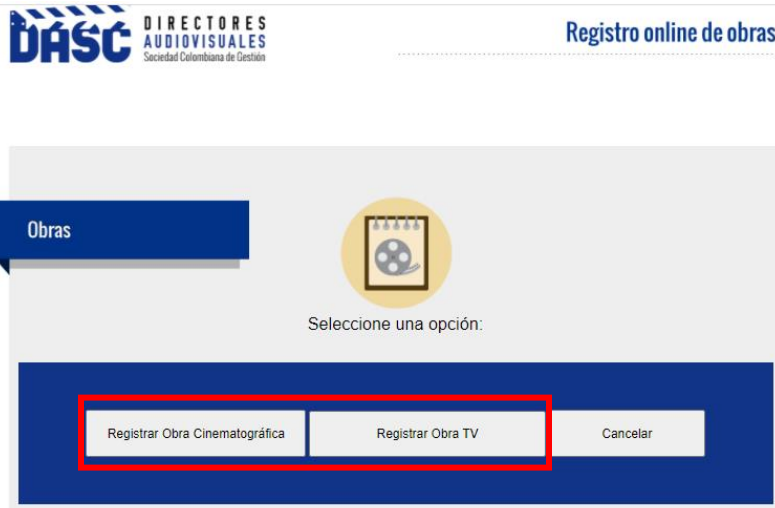 DASC
DIRECTORES
AUDIOVISUALES
Sociedad Colombiana de Gestión
Registro online de obras
Obras
Seleccione una opción:
Registrar Obra Cinematográfica
Registrar Obra TV
Cancelar